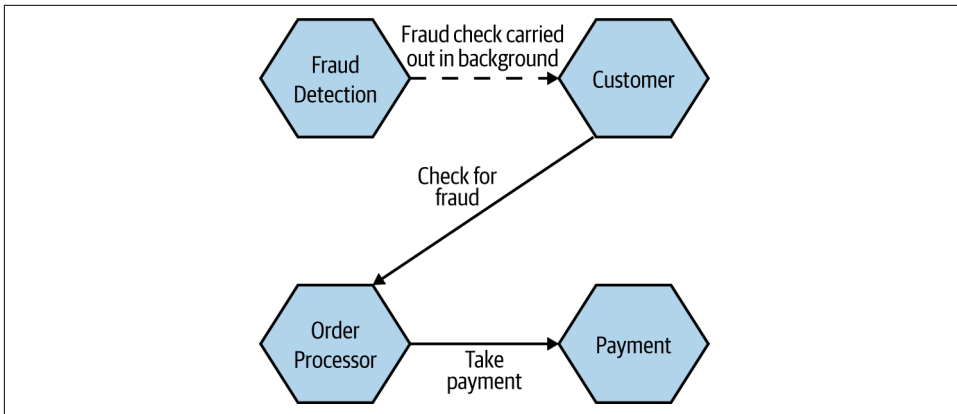 Fraud check carried
out in background
Fraud
Detection
Customer
Check for
fraud
Order
Processor
Take
payment
Payment